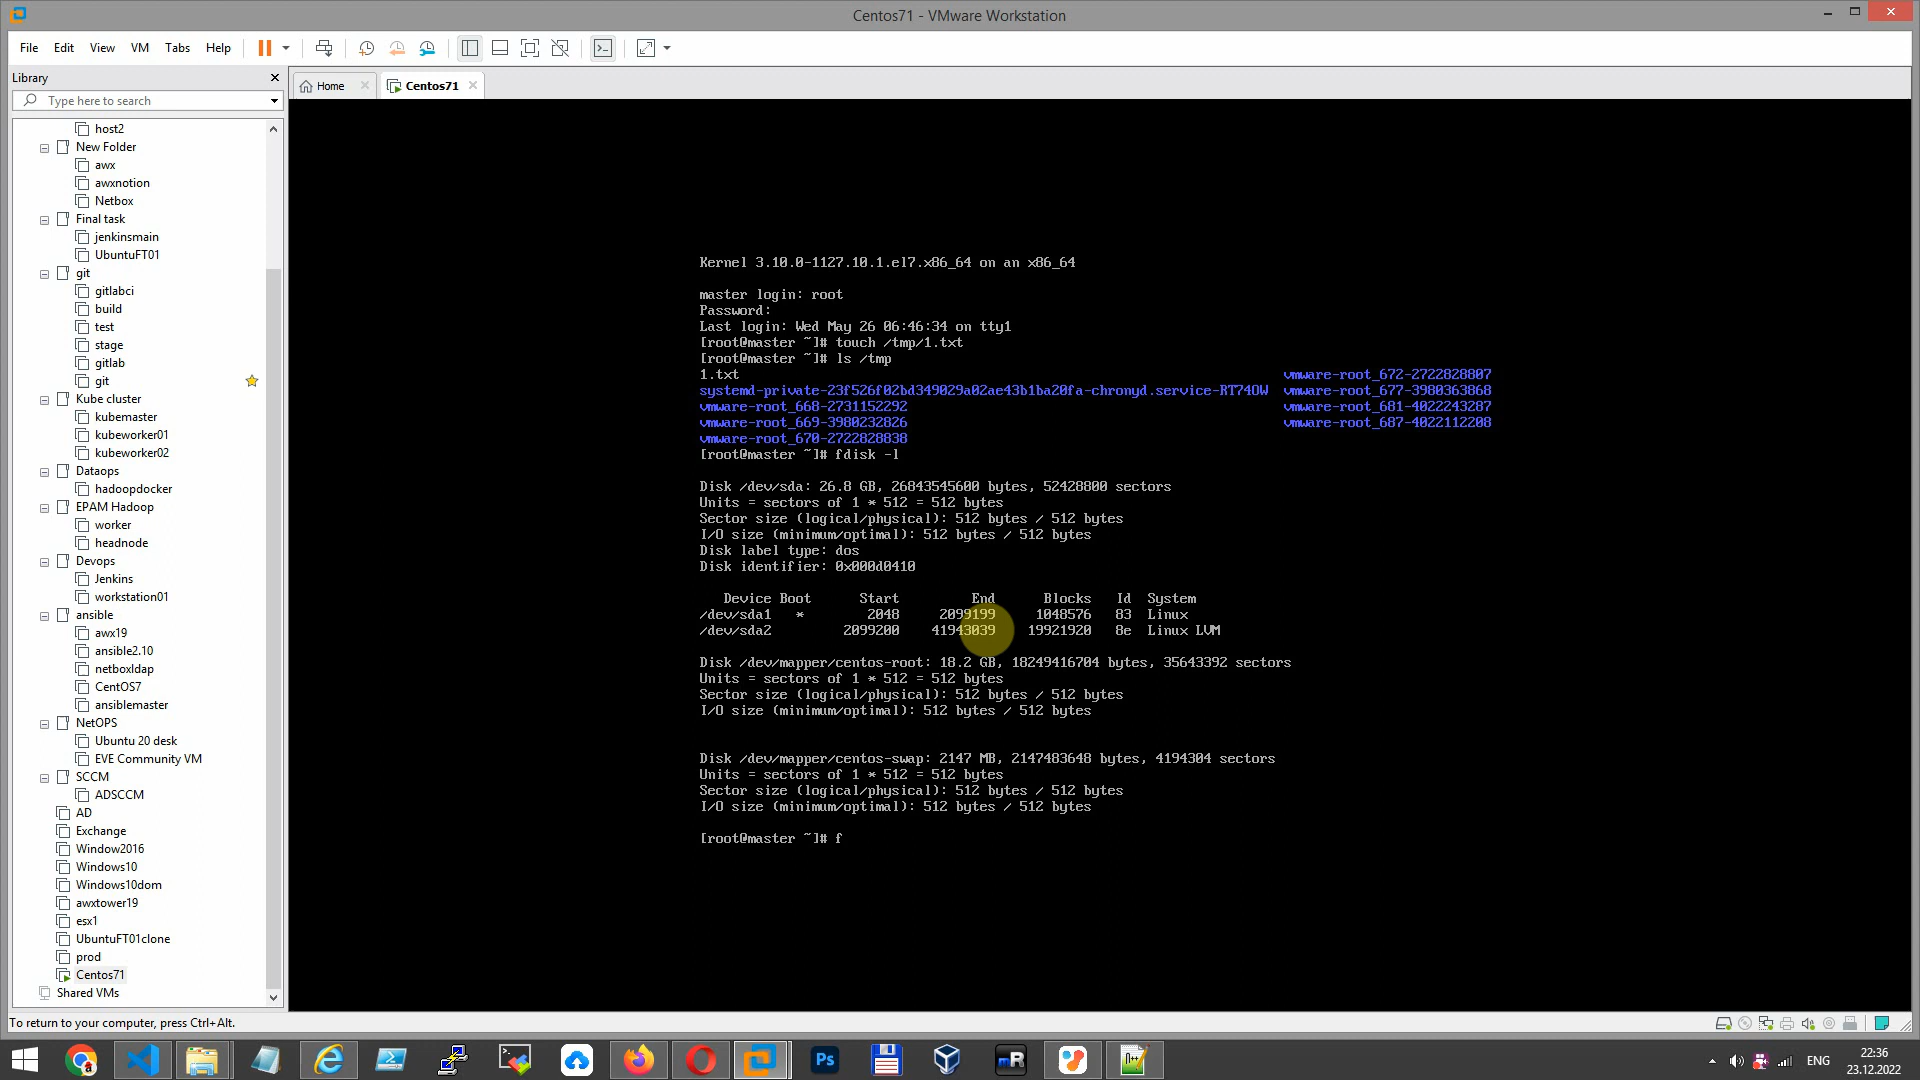 Centos71 - VMware Workstation
File Edit View VM Tabs Help
Library
Type here to search
host2
New Folder
awx
awxnotion
Netbox
Final task
jenkinsmain
UbuntuFT01
git
gitlabci
build
test
stage
gitlab
git
Kube cluster
kubemaster
kubeworker01
kubeworker02
Dataops
hadoopdocker
EPAM Hadoop
worker
headnode
Devops
Jenkins
workstation01
ansible
awx19
ansible2.10
netboxldap
CentOS7
ansiblemaster
NetOPS
Ubuntu 20 desk
EVE Community VM
SCCM
ADSCCM
AD
Exchange
Window2016
Windows10
Windows10dom
awxtower19
esx1
UbuntuFT01clone
prod
Centos71
Shared VMs
Home
Centos71
Kernel 3.10.0-1127.10.1.el7.x86_64 on an x86_64
master login: root
Password:
Last login: Wed May 26 06:46:34 on tty1
[root@master ~]# touch /tmp/1.txt
[root@master ~]# ls /tmp
1.txt vmware-root_672-2722828807
systemd-private-23f526f02bd349029a02ae43b1ba20fa-chronyd.service-RT74OW vmware-root_677-3980363868
vmware-root_668-2731152292 vmware-root_681-4022243287
vmware-root_669-3980232826 vmware-root_687-4022112208
vmware-root_670-2722828838
[root@master ~]# fdisk -l
Disk /dev/sda: 26.8 GB, 26843545600 bytes, 52428800 sectors
Units = sectors of 1 * 512 = 512 bytes
Sector size (logical/physical): 512 bytes / 512 bytes
I/O size (minimum/optimal): 512 bytes / 512 bytes
Disk label type: dos
Disk identifier: 0x000d0410
Device Boot Start End Blocks Id System
/dev/sda1 * 2048 2099199 1048576 83 Linux
/dev/sda2 2099200 41943039 19921920 8e Linux LVM
Disk /dev/mapper/centos-root: 18.2 GB, 18249416704 bytes, 35643392 sectors
Units = sectors of 1 * 512 = 512 bytes
Sector size (logical/physical): 512 bytes / 512 bytes
I/O size (minimum/optimal): 512 bytes / 512 bytes
Disk /dev/mapper/centos-swap: 2147 MB, 2147483648 bytes, 4194304 sectors
Units = sectors of 1 * 512 = 512 bytes
Sector size (logical/physical): 512 bytes / 512 bytes
I/O size (minimum/optimal): 512 bytes / 512 bytes
[root@master ~]# f
To return to your computer, press Ctrl+Alt.
Ps
mR
ENG
22:36
23.12.2022